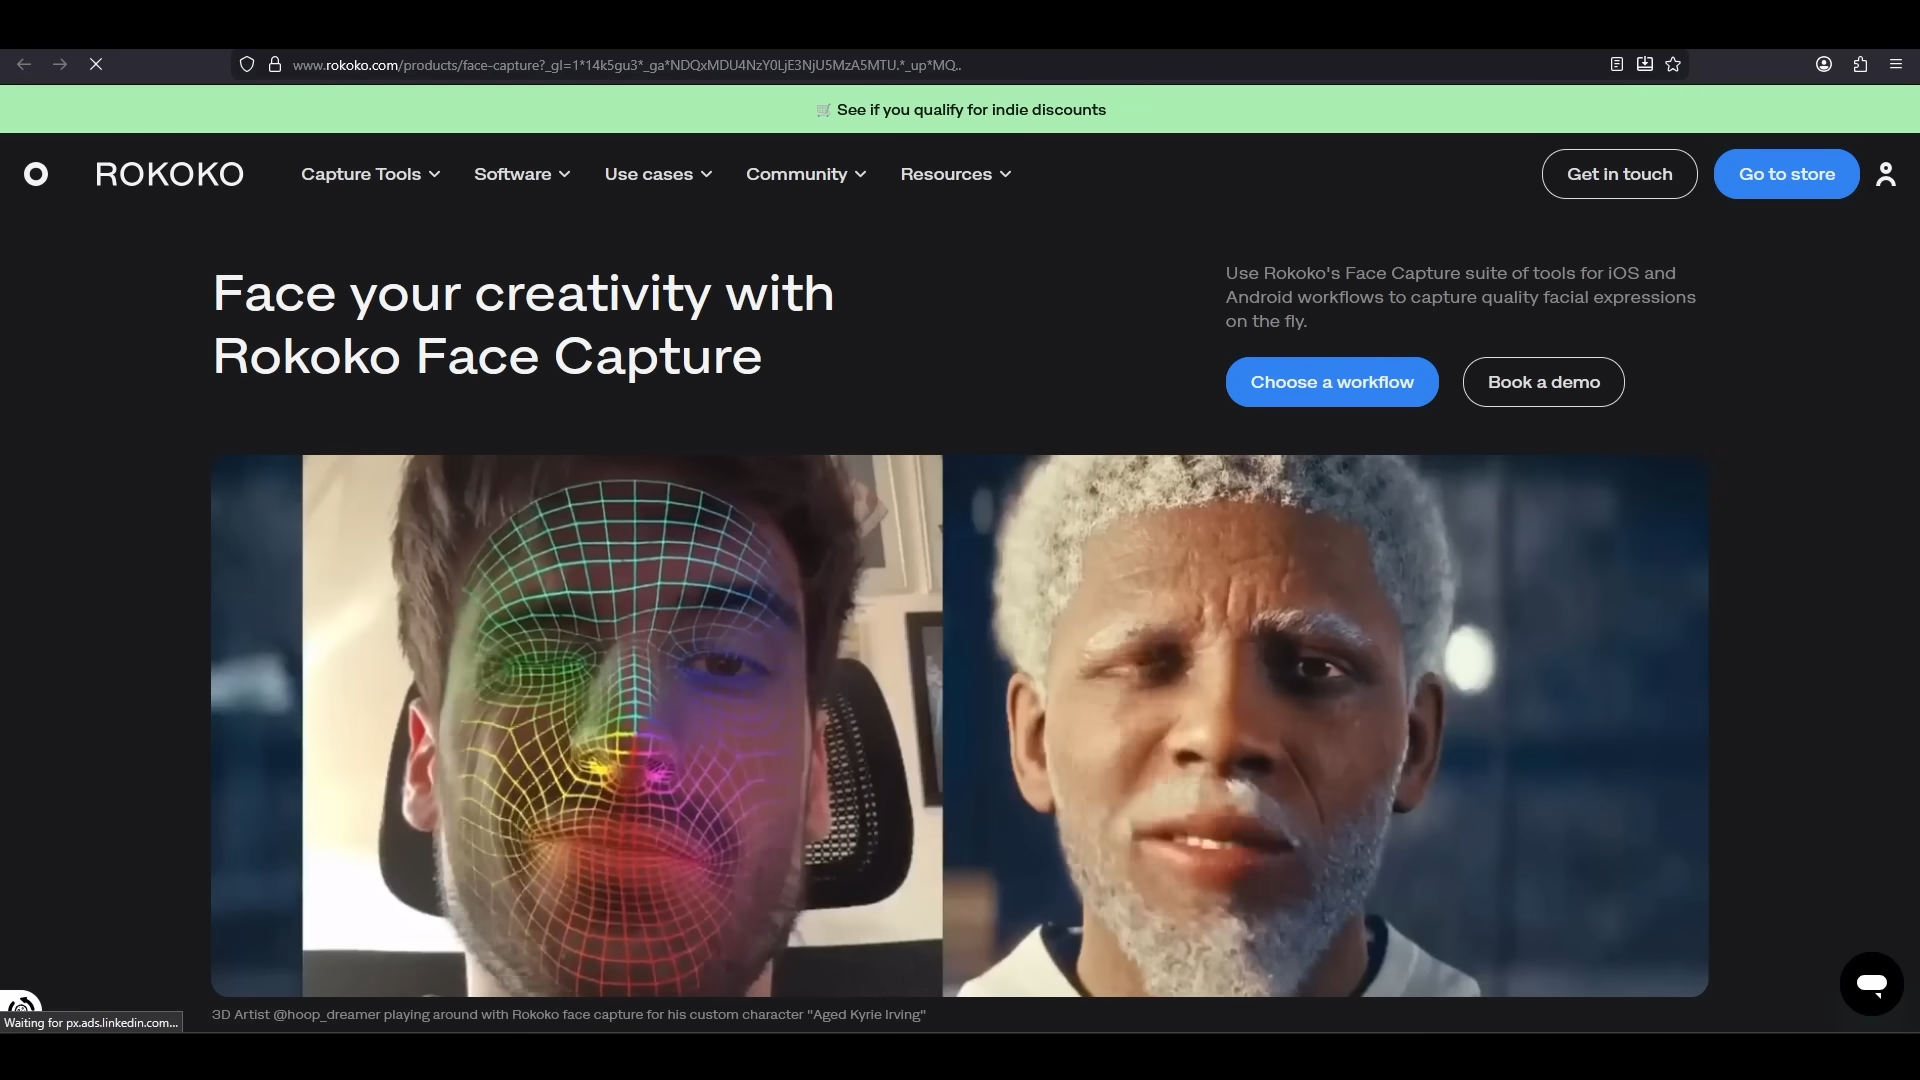 www.rokoko.com/products/face-capture?_gl=1*14k5gu3*_ga*NDQxMDU4NzY0LjE3NjU5MzA5MTU.*_up*MQ..
See if you qualify for indie discounts
ROKOKO
Capture Tools
Software
Use cases
Community
Resources
Get in touch
Go to store
Face your creativity with
Rokoko Face Capture
Use Rokoko's Face Capture suite of tools for iOS and
Android workflows to capture quality facial expressions
on the fly.
Choose a workflow
Book a demo
3D Artist @hoop_dreamer playing around with Rokoko face capture for his custom character "Aged Kyrie Irving"
Waiting for px.ads.linkedin.com...